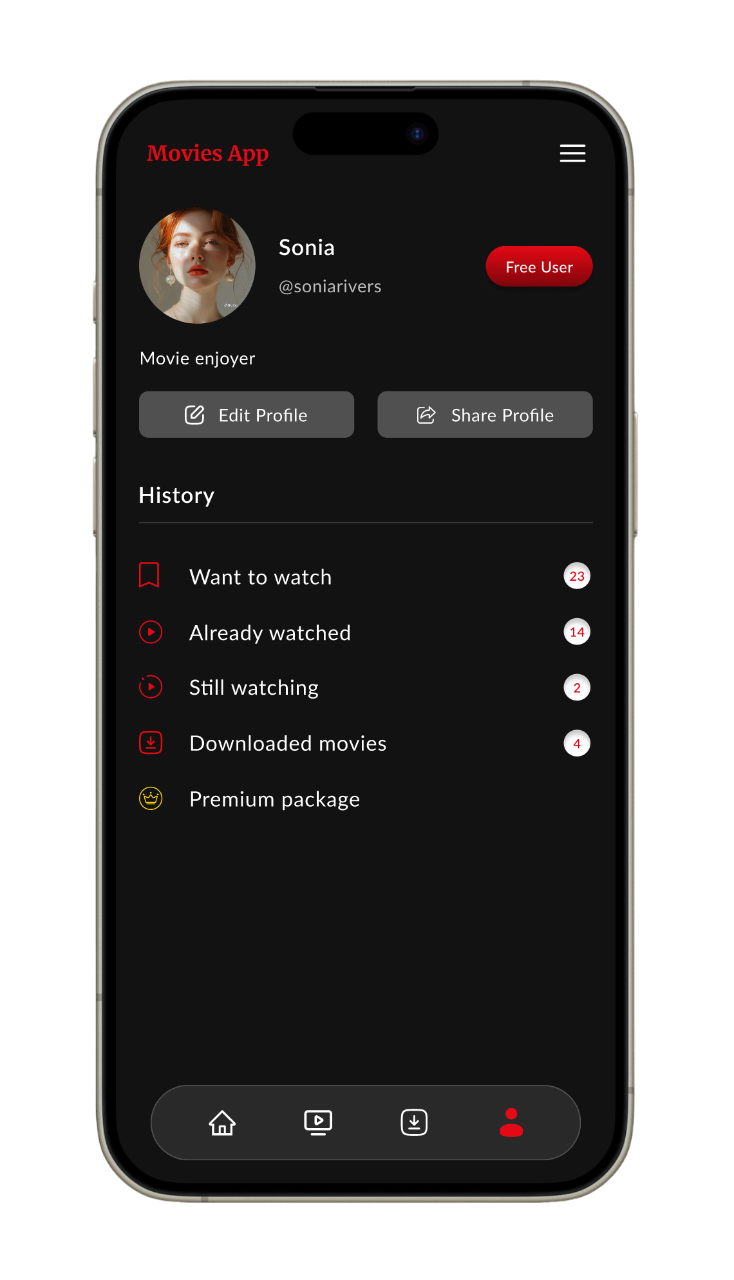 Movies App
Sonia
@soniarivers
Free User
Movie enjoyer
Edit Profile
Share Profile
History
Want to watch
23
Already watched
14
Still watching
2
Downloaded movies
4
Premium package